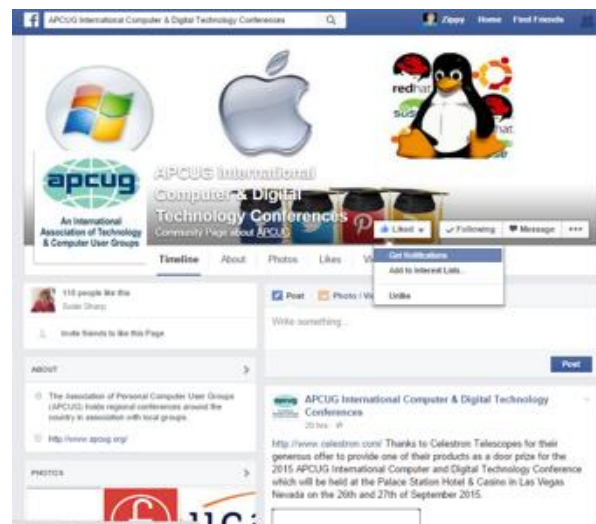 APCUG International Computer & Digital Technology Conferences
Zippy Home Find Friends
redhat
apcug
An International
Association of Technology
& Computer User Groups
APCUG International
Computer & Digital
Technology Conferences
Community Page about APCUG
Liked Following Message
Timeline About Photos Likes
Get Notifications
Add to Interest Lists...
Unlike
115 people like this
Susie Sharp
Invite friends to like this Page
Post Photo /
Write something...
Post
ABOUT
The Association of Personal Computer User Groups
(APCUG) holds regional conferences around the
country in association with local groups.
http://www.apcug.org/
PHOTOS
APCUG International Computer & Digital Technology
Conferences
20 hrs
http://www.celestron.com/ Thanks to Celestron Telescopes for their
generous offer to provide one of their products as a door prize for the
2015 APCUG International Computer and Digital Technology Conference
which will be held at the Palace Station Hotel & Casino in Las Vegas
Nevada on the 26th and 27th of September 2015.